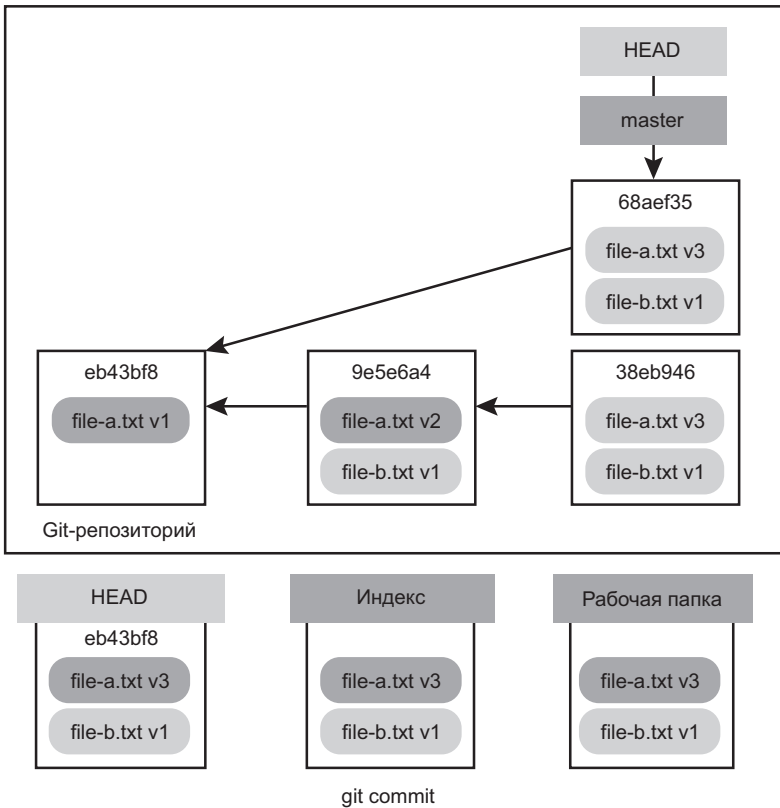 HEAD
master
68aef35
file-a.txt v3
file-b.txt v1
eb43bf8
file-a.txt v1
9e5e6a4
file-a.txt v2
file-b.txt v1
38eb946
file-a.txt v3
file-b.txt v1
Git-репозиторий
HEAD
eb43bf8
file-a.txt v3
file-b.txt v1
Индекс
file-a.txt v3
file-b.txt v1
Рабочая папка
file-a.txt v3
file-b.txt v1
git commit